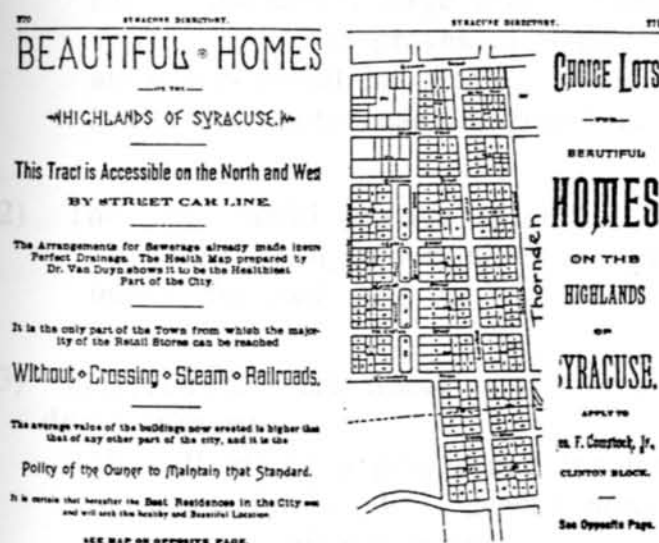 SYRACUSE DIRECTORY.
BEAUTIFUL HOMES
ON THE
HIGHLANDS OF SYRACUSE.
This Tract is Accessible on the North and Wes
BY STREET CAR LINE
The Arrangements for Sewerage already made
Perfect Drainage. The Health Map prepared by
Dr. Van Duyn shows it to be the Healthiest
Part of the City.
It is the only part of the Town from which the major-
ity of the Retail Stores can be reached
Without Crossing Steam Railroads.
The average value of the buildings now erected is higher than
that of any other part of the city, and it is the
Policy of the Owner to Maintain that Standard.
It is certain that hereafter the Best Residences in the City
and will seek this healthy and Beautiful Location
SEE MAP ON OPPOSITE PAGE.
SYRACUSE DIRECTORY.
Thornden
CHOICE LOTS
FOR
BEAUTIFUL
HOMES
ON THE
HIGHLANDS
OF
SYRACUSE.
APPLY TO
F. Comstock, Jr.,
CLINTON BLOCK.
See Opposite Page.